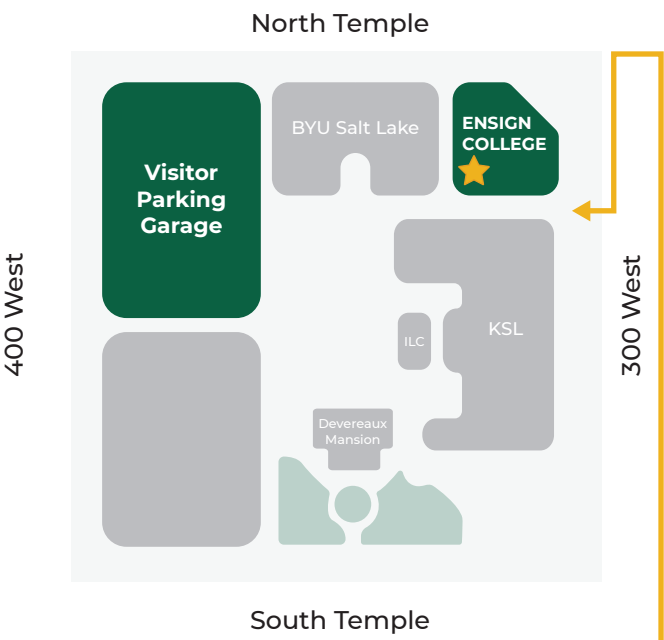 North Temple
BYU Salt Lake
ENSIGN
COLLEGE
Visitor
Parking
Garage
400 West
300 West
KSL
ILC
Devereaux
Mansion
South Temple